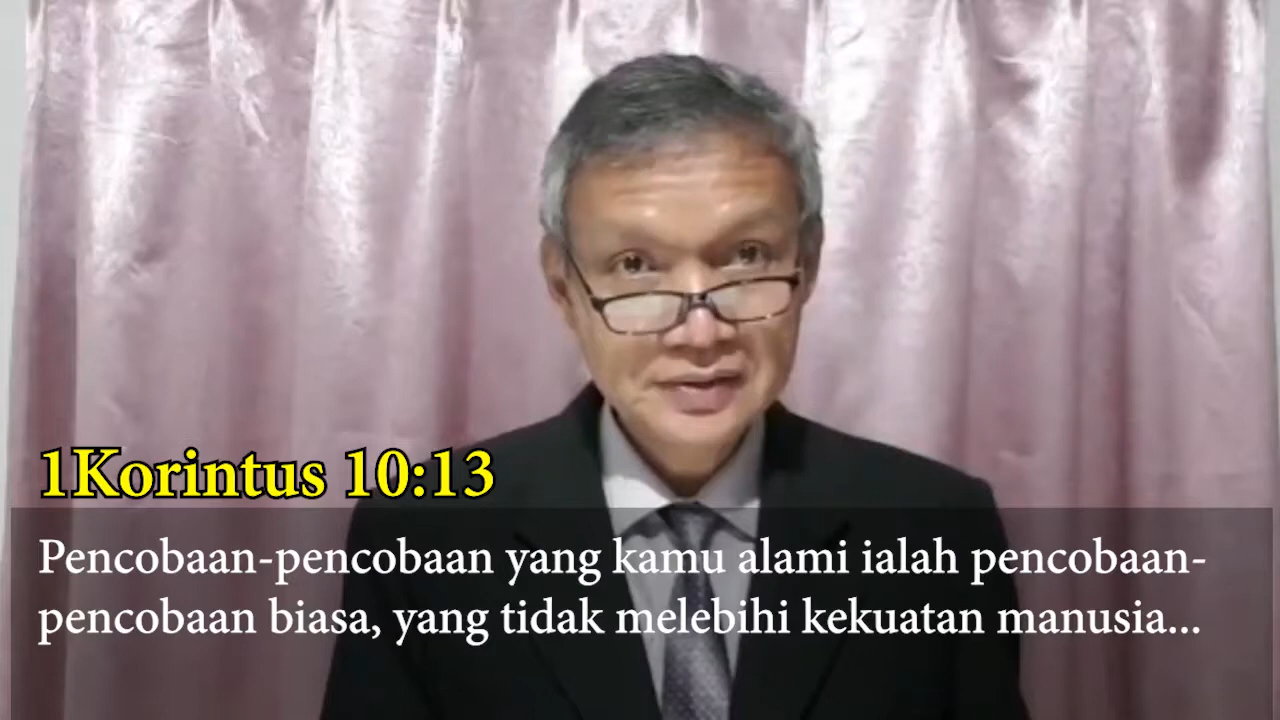 1Korintus 10:13
Pencobaan-pencobaan yang kamu alami ialah pencobaan-
pencobaan biasa, yang tidak melebihi kekuatan manusia...